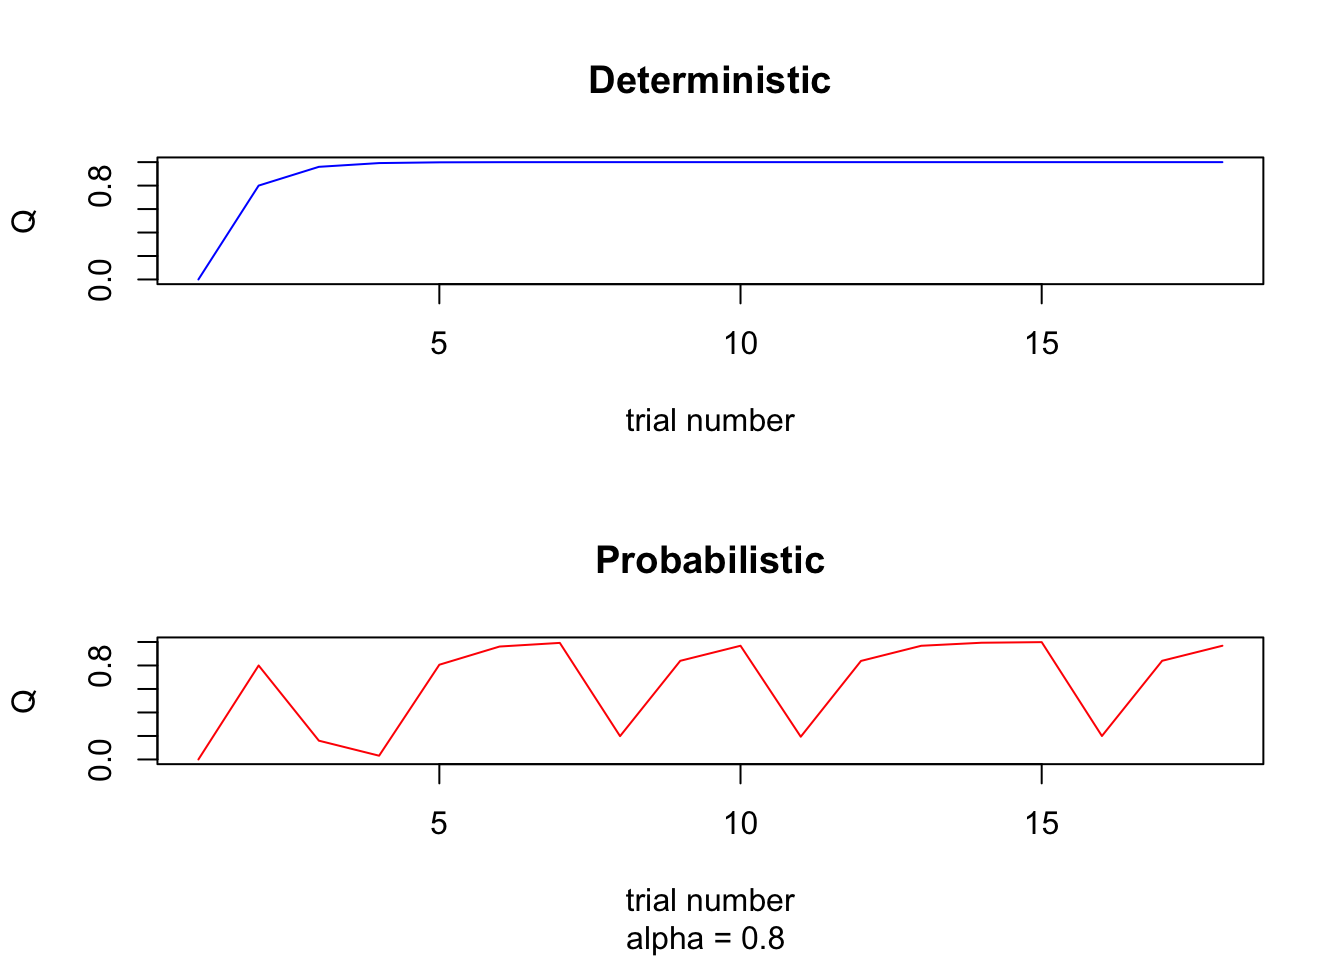 Deterministic
Q
0.8
0.0
5 10 15
trial number
Probabilistic
Q
0.8
0.0
5 10 15
trial number
alpha = 0.8